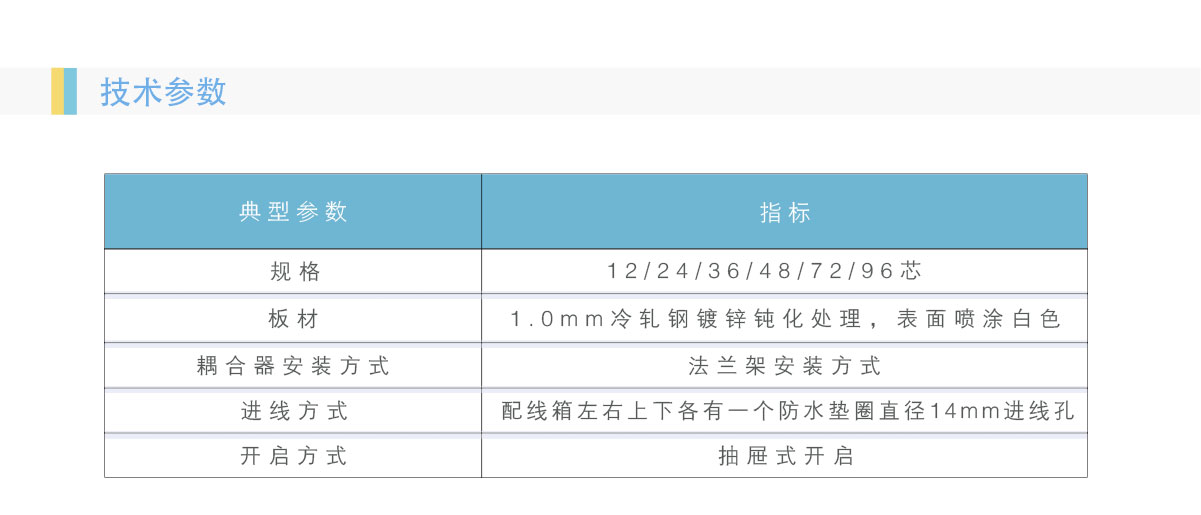 技术参数
典型参数 指标
规格 12/24/36/48/72/96芯
板材 1.0mm冷轧钢镀锌钝化处理，表面喷涂白色
耦合器安装方式 法兰架安装方式
进线方式 配线箱左右上下各有一个防水垫圈直径14mm进线孔
开启方式 抽屉式开启